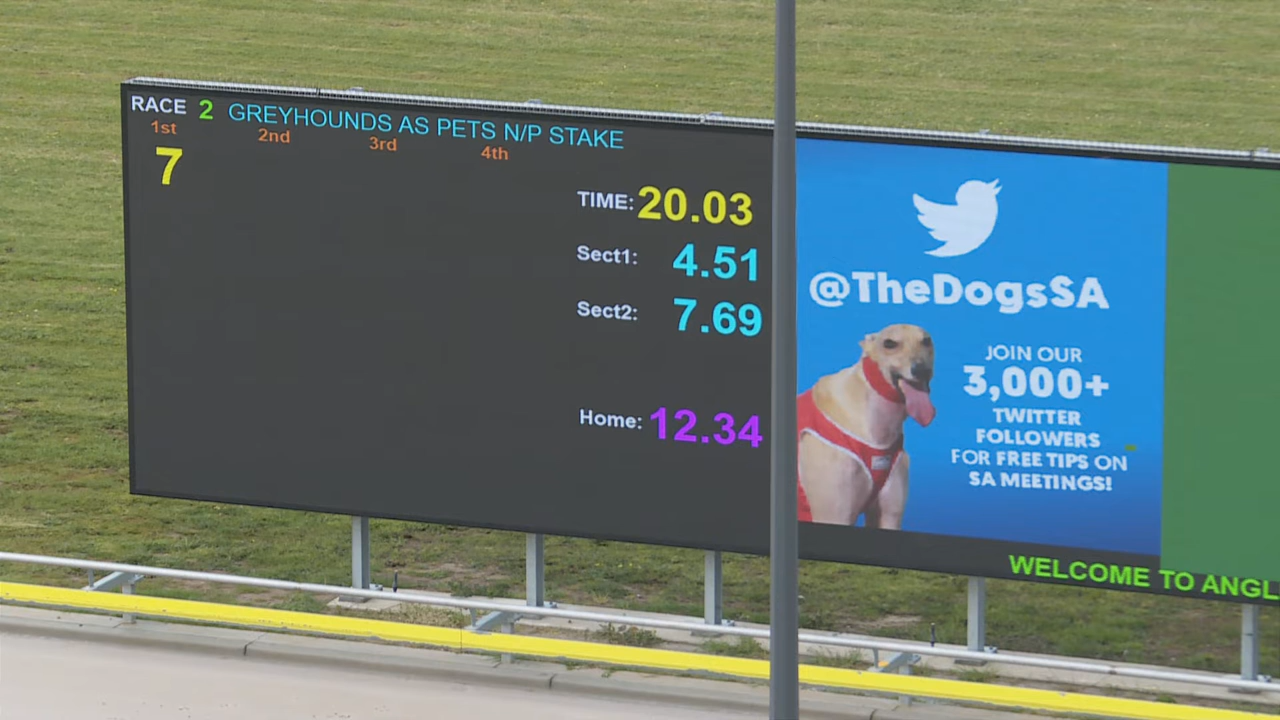 RACE 2 GREYHOUNDS AS PETS N/P STAKE
1st 2nd 3rd 4th
7
TIME: 20.03
Sect1: 4.51
Sect2: 7.69
Home: 12.34
@TheDogsSA
JOIN OUR
3,000+
TWITTER
FOLLOWERS
FOR FREE TIPS ON
SA MEETINGS!
WELCOME TO ANGL